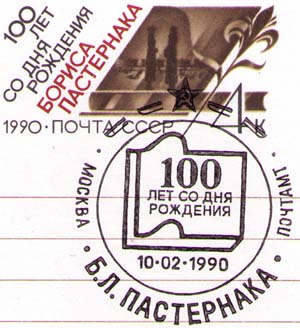 100 ЛЕТ
СО ДНЯ
РОЖДЕНИЯ
БОРИСА
ПАСТЕРНАКА
1990·ПОЧТА СССР
4к
100
ЛЕТ СО ДНЯ
РОЖДЕНИЯ
10·02·1990
МОСКВА · Б.Л. ПАСТЕРНАКА · ПОЧТАМТ